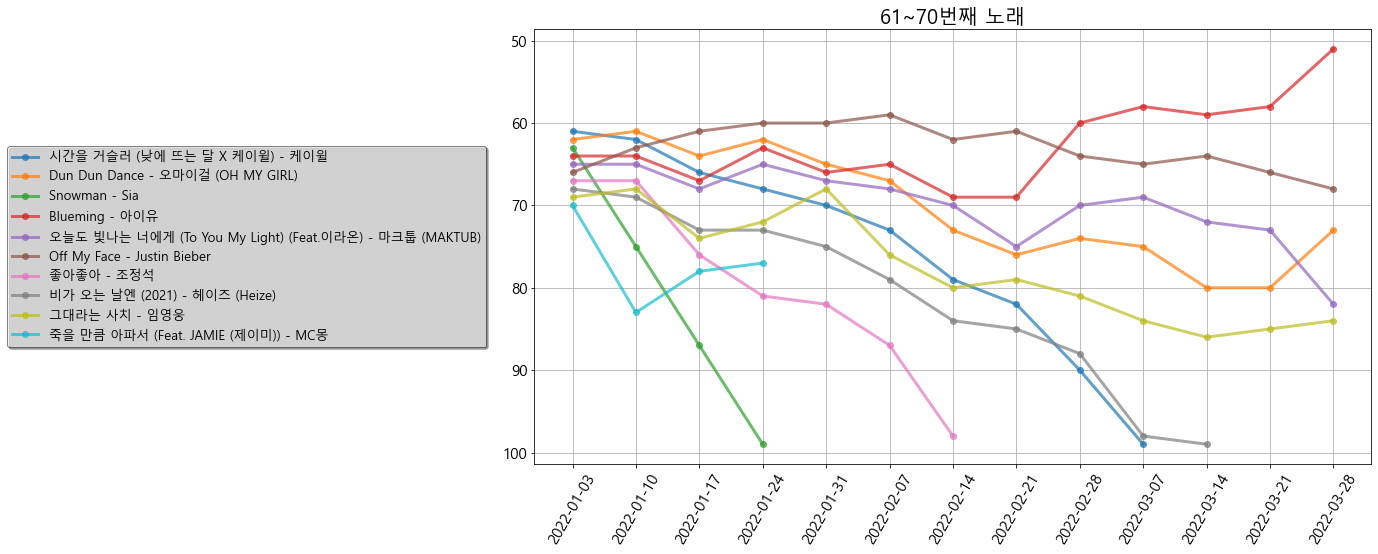 61~70번째 노래
시간을 거슬러 (낮에 뜨는 달 X 케이윌) - 케이윌
Dun Dun Dance - 오마이걸 (OH MY GIRL)
Snowman - Sia
Blueming - 아이유
오늘도 빛나는 너에게 (To You My Light) (Feat.이라온) - 마크툽 (MAKTUB)
Off My Face - Justin Bieber
좋아좋아 - 조정석
비가 오는 날엔 (2021) - 헤이즈 (Heize)
그대라는 사치 - 임영웅
죽을 만큼 아파서 (Feat. JAMIE (제이미)) - MC몽
50
60
70
80
90
100
2022-01-03
2022-01-10
2022-01-17
2022-01-24
2022-01-31
2022-02-07
2022-02-14
2022-02-21
2022-02-28
2022-03-07
2022-03-14
2022-03-21
2022-03-28